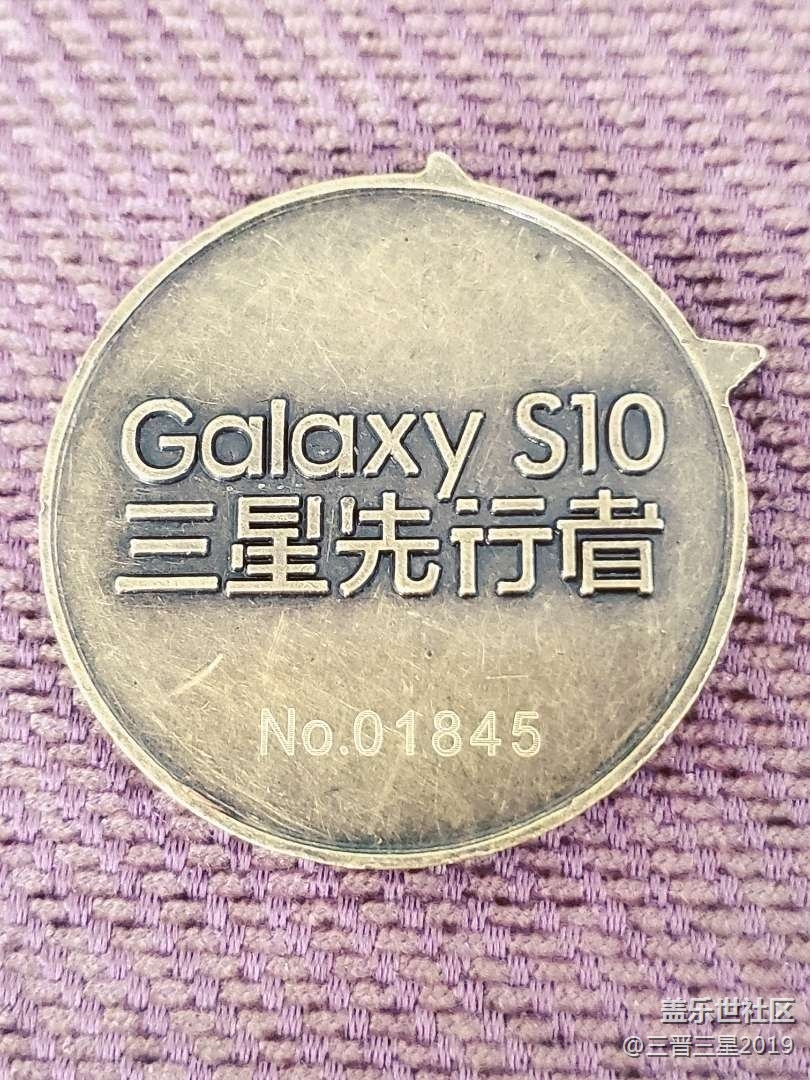 Galaxy S10
三星先行者
No.01845
盖乐世社区
@三晋三星2019